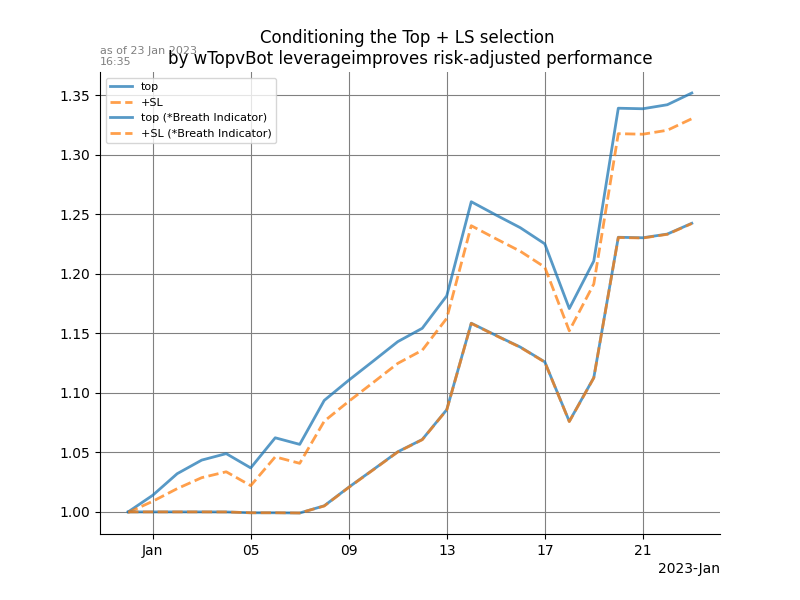 Conditioning the Top + LS selection
by wTopvBot leverageimproves risk-adjusted performance
as of 23 Jan 2023
16:35
top
+SL
top (*Breath Indicator)
+SL (*Breath Indicator)
1.35
1.30
1.25
1.20
1.15
1.10
1.05
1.00
Jan 05 09 13 17 21
2023-Jan